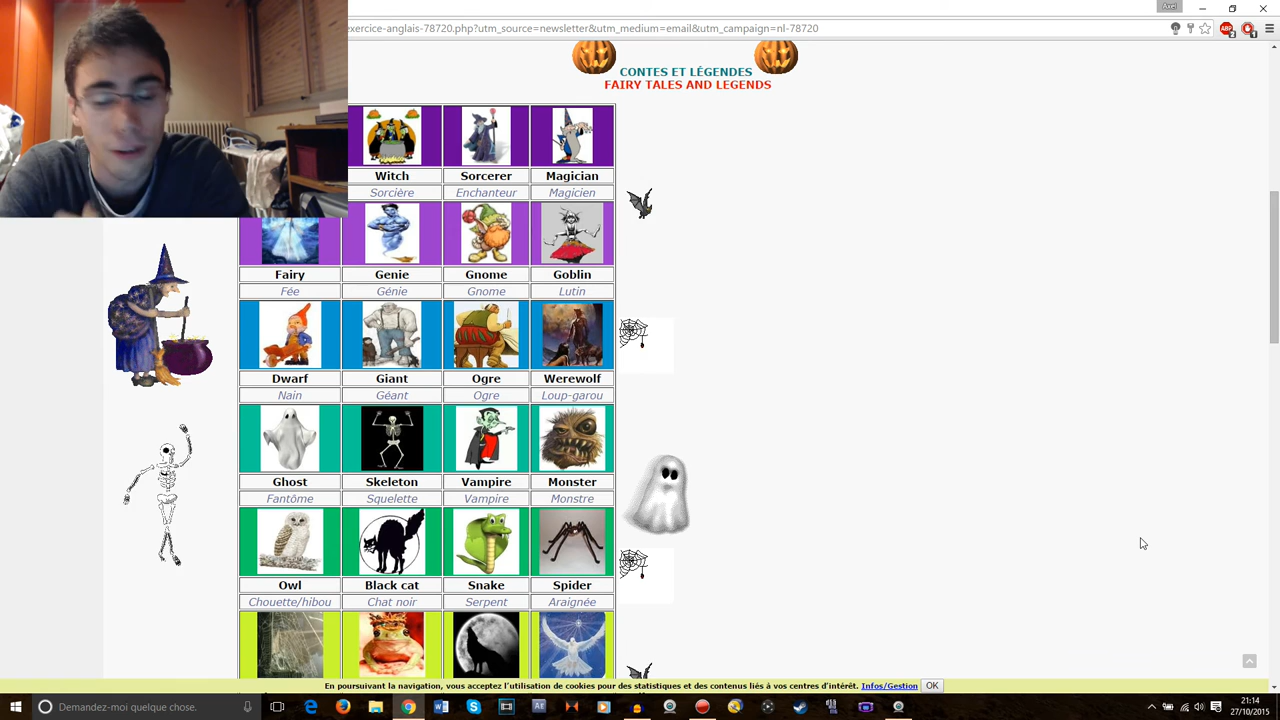 Axel
exercice-anglais-78720.php?utm_source=newsletter&utm_medium=email&utm_campaign=nl-78720
CONTES ET LÉGENDES
FAIRY TALES AND LEGENDS
Witch Sorcerer Magician
Sorcière Enchanteur Magicien
Fairy Genie Gnome Goblin
Fée Génie Gnome Lutin
Dwarf Giant Ogre Werewolf
Nain Géant Ogre Loup-garou
Ghost Skeleton Vampire Monster
Fantôme Squelette Vampire Monstre
Owl Black cat Snake Spider
Chouette/hibou Chat noir Serpent Araignée
En poursuivant la navigation, vous acceptez l'utilisation de cookies pour des statistiques et des contenus liés à vos centres d'intérêt. Infos/Gestion OK
Demandez-moi quelque chose.
21:14
27/10/2015